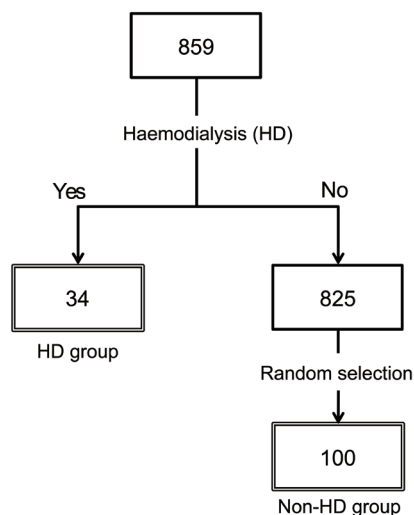 859
Haemodialysis (HD)
Yes
No
34
825
HD group
Random selection
100
Non-HD group